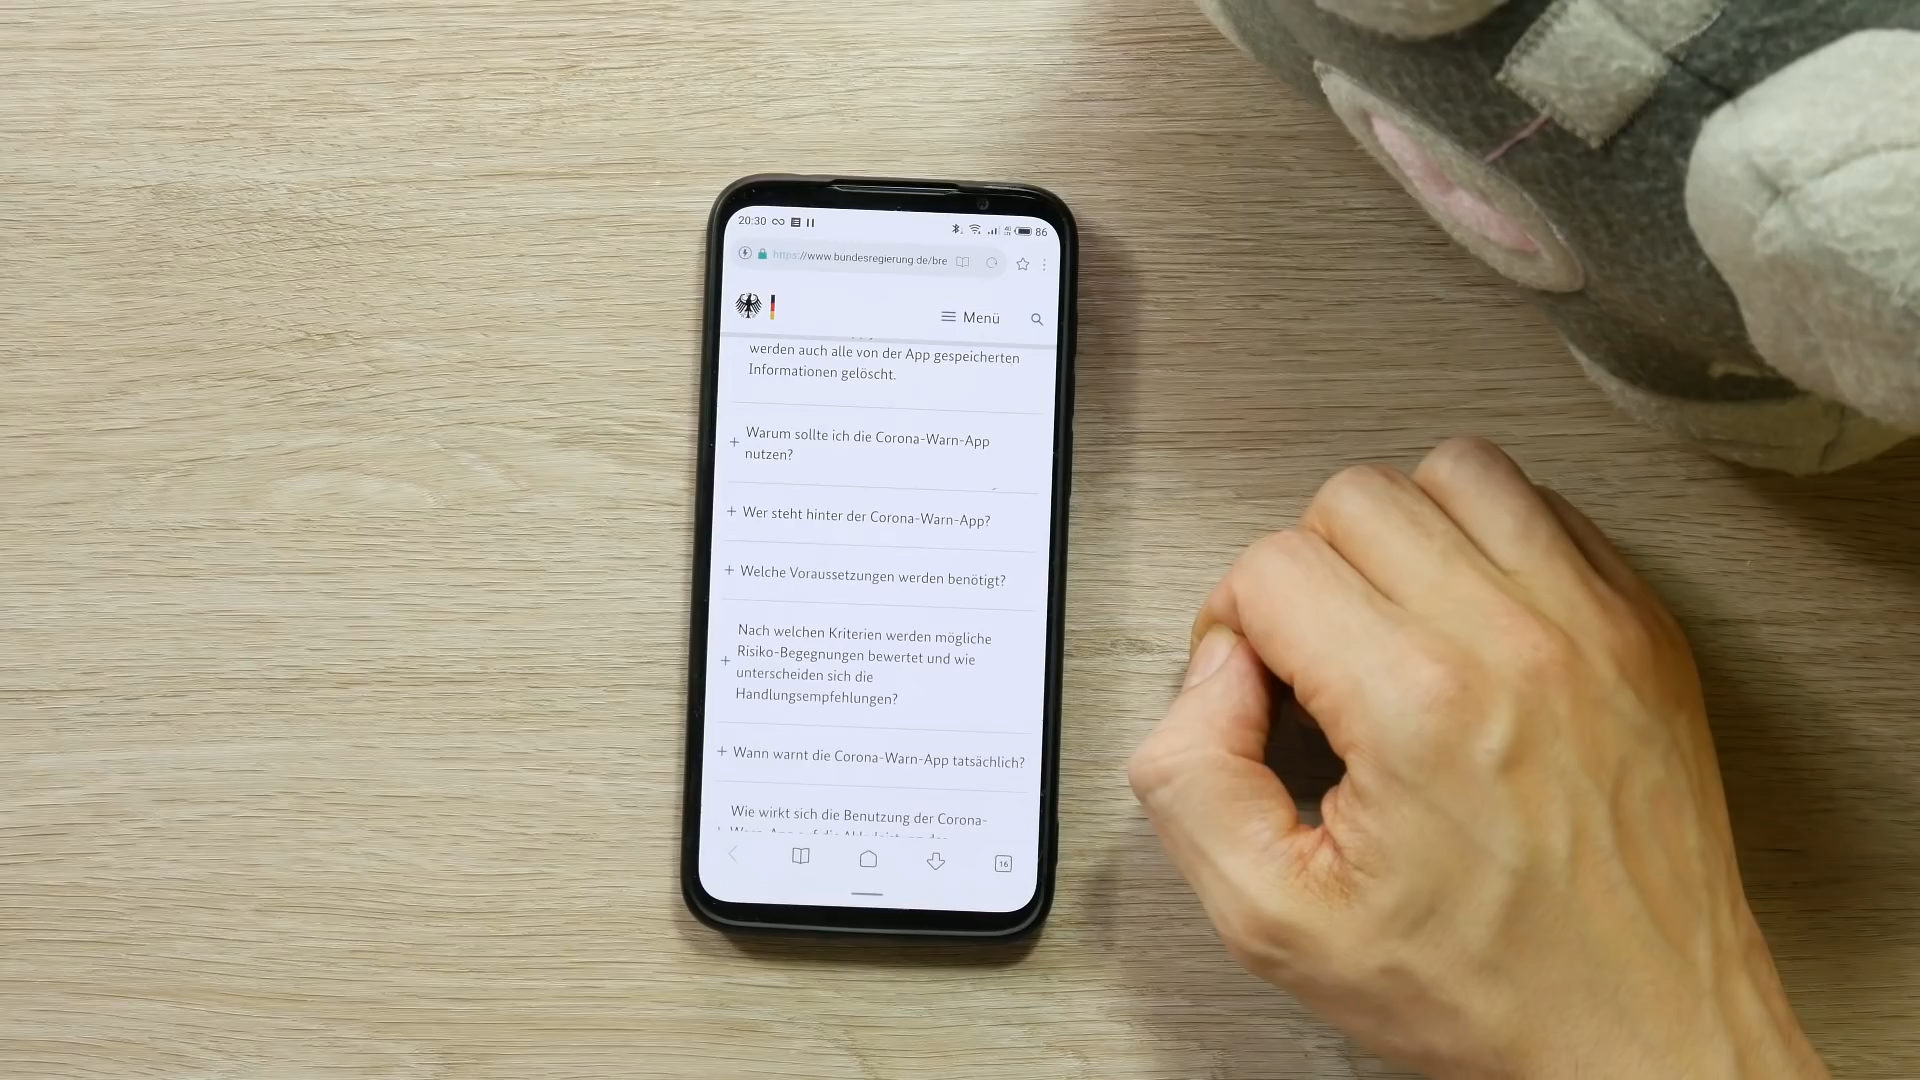 20:30
86
https://www.bundesregierung.de/bre
Menü
werden auch alle von der App gespeicherten
Informationen gelöscht.
Warum sollte ich die Corona-Warn-App
nutzen?
Wer steht hinter der Corona-Warn-App?
Welche Voraussetzungen werden benötigt?
Nach welchen Kriterien werden mögliche
Risiko-Begegnungen bewertet und wie
unterscheiden sich die
Handlungsempfehlungen?
Wann warnt die Corona-Warn-App tatsächlich?
Wie wirkt sich die Benutzung der Corona-
16